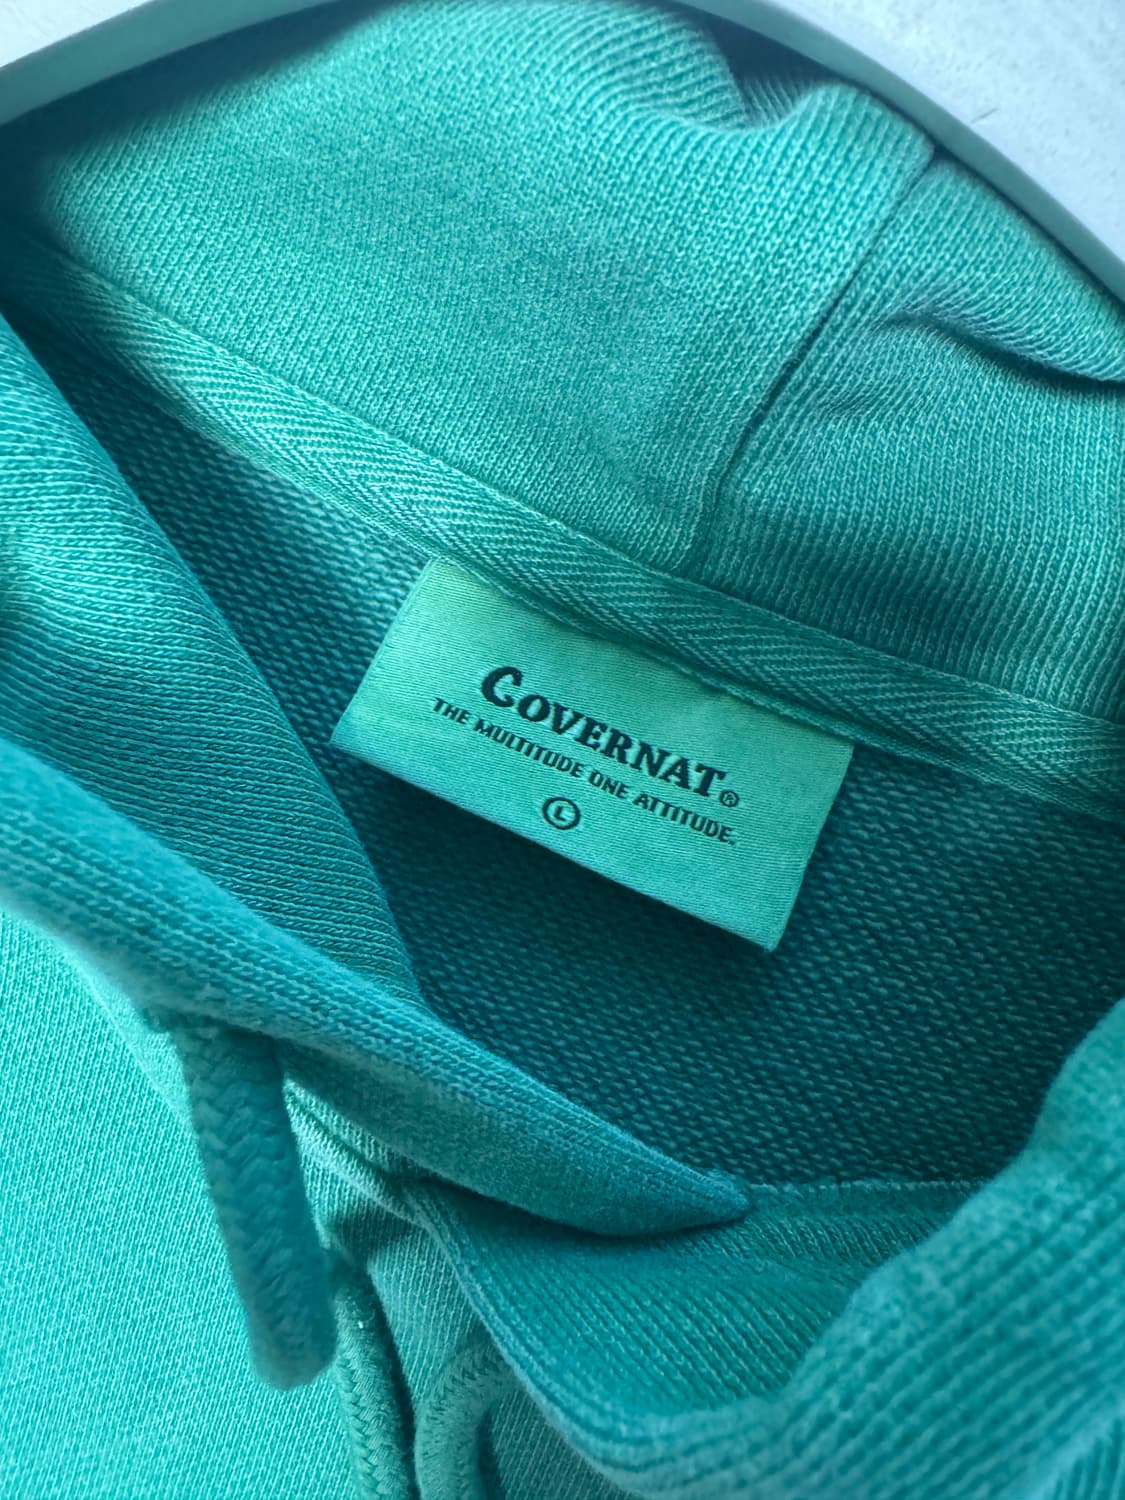 COVERNAT®
THE MULTITUDE ONE ATTITUDE.
L